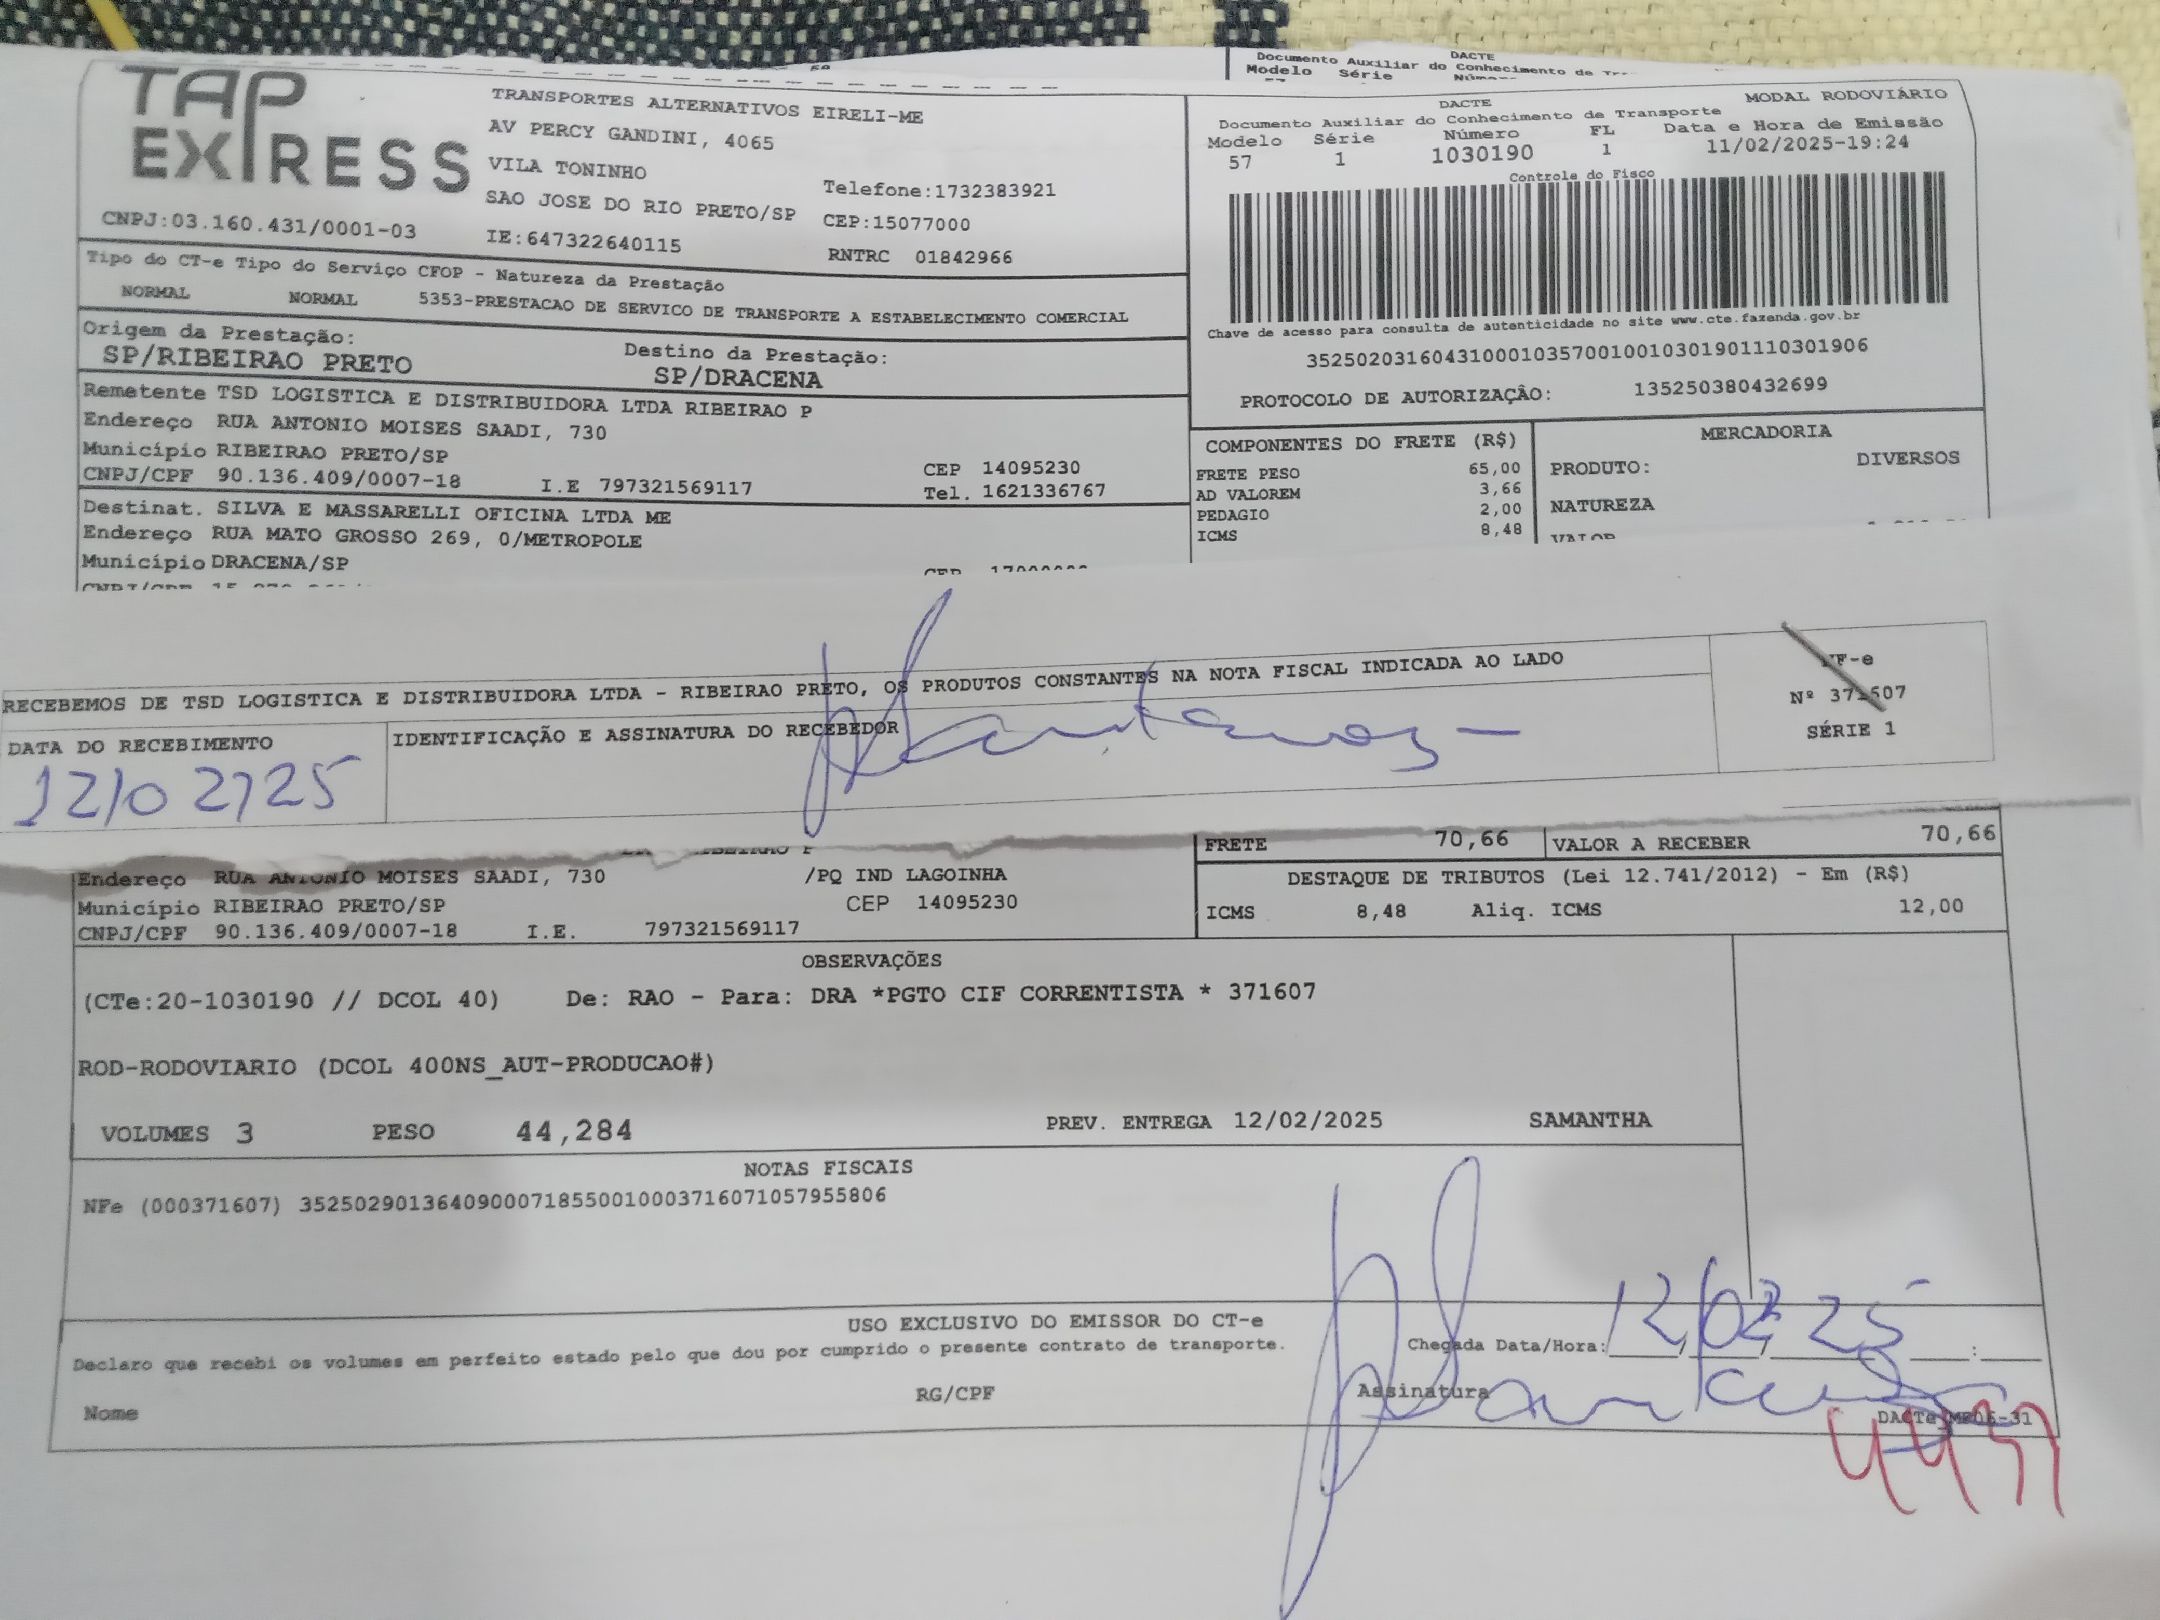 DACTE
Documento Auxiliar do Conhecimento de
Modelo Série
TAP EXPRESS
CNPJ:03.160.431/0001-03
TRANSPORTES ALTERNATIVOS EIRELI-ME
AV PERCY GANDINI, 4065
VILA TONINHO
SAO JOSE DO RIO PRETO/SP
IE:647322640115
Telefone:1732383921
CEP:15077000
RNTRC 01842966
DACTE MODAL RODOVIÁRIO
Documento Auxiliar do Conhecimento de Transporte
Modelo Série Número FL Data e Hora de Emissão
57 1 1030190 1 11/02/2025-19:24
Controle do Fisco
Chave de acesso para consulta de autenticidade no site www.cte.fazenda.gov.br
35250203160431000103570010010301901110301906
PROTOCOLO DE AUTORIZAÇÃO: 135250380432699
Tipo do CT-e Tipo do Serviço CFOP - Natureza da Prestação
NORMAL NORMAL 5353-PRESTACAO DE SERVICO DE TRANSPORTE A ESTABELECIMENTO COMERCIAL
Origem da Prestação: Destino da Prestação:
SP/RIBEIRAO PRETO SP/DRACENA
Remetente TSD LOGISTICA E DISTRIBUIDORA LTDA RIBEIRAO P
Endereço RUA ANTONIO MOISES SAADI, 730
Município RIBEIRAO PRETO/SP CEP 14095230
CNPJ/CPF 90.136.409/0007-18 I.E 797321569117 Tel. 1621336767
Destinat. SILVA E MASSARELLI OFICINA LTDA ME
Endereço RUA MATO GROSSO 269, 0/METROPOLE
Município DRACENA/SP
COMPONENTES DO FRETE (R$)
FRETE PESO 65,00
AD VALOREM 3,66
PEDAGIO 2,00
ICMS 8,48
MERCADORIA
PRODUTO: DIVERSOS
NATUREZA
VALOR
RECEBEMOS DE TSD LOGISTICA E DISTRIBUIDORA LTDA - RIBEIRAO PRETO, OS PRODUTOS CONSTANTES NA NOTA FISCAL INDICADA AO LADO
DATA DO RECEBIMENTO
12/02/25
IDENTIFICAÇÃO E ASSINATURA DO RECEBEDOR
NF-e
Nº 371607
SÉRIE 1
FRETE 70,66 VALOR A RECEBER 70,66
Endereço RUA ANTONIO MOISES SAADI, 730 /PQ IND LAGOINHA
Município RIBEIRAO PRETO/SP CEP 14095230
CNPJ/CPF 90.136.409/0007-18 I.E. 797321569117
DESTAQUE DE TRIBUTOS (Lei 12.741/2012) - Em (R$)
ICMS 8,48 Aliq. ICMS 12,00
OBSERVAÇÕES
(CTe:20-1030190 // DCOL 40) De: RAO - Para: DRA *PGTO CIF CORRENTISTA * 371607
ROD-RODOVIARIO (DCOL 400NS_AUT-PRODUCAO#)
VOLUMES 3 PESO 44,284 PREV. ENTREGA 12/02/2025 SAMANTHA
NOTAS FISCAIS
NFe (000371607) 35250290136409000718550010003716071057955806
USO EXCLUSIVO DO EMISSOR DO CT-e
Declaro que recebi os volumes em perfeito estado pelo que dou por cumprido o presente contrato de transporte.
Chegada Data/Hora: 12/02 25
Nome RG/CPF Assinatura